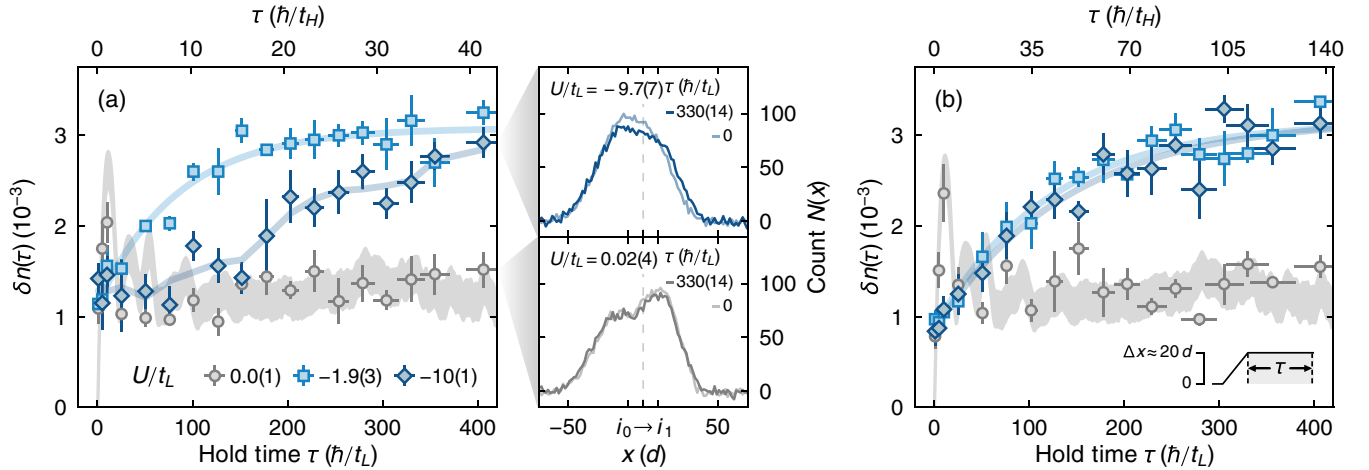 τ (ħ/t_H)
0 10 20 30 40
(a)
δn(τ) (10⁻³)
3
2
1
0
U/t_L 0.0(1) −1.9(3) −10(1)
0 100 200 300 400
Hold time τ (ħ/t_L)
U/t_L = −9.7(7) τ (ħ/t_L)
330(14)
0
100
50
0
U/t_L = 0.02(4) τ (ħ/t_L)
330(14)
0
100
50
0
Count N(x)
−50 i₀→i₁ 50
x (d)
τ (ħ/t_H)
0 35 70 105 140
(b)
δn(τ) (10⁻³)
3
2
1
0
Δx ≈ 20 d
0
τ
0 100 200 300 400
Hold time τ (ħ/t_L)